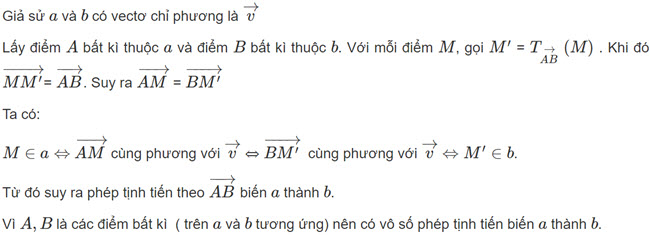 Giả sử $a$ và $b$ có vectơ chỉ phương là $\overrightarrow{v}$
Lấy điểm $A$ bất kì thuộc $a$ và điểm $B$ bất kì thuộc $b$. Với mỗi điểm $M$, gọi $M' = T_{\overrightarrow{AB}}(M)$ . Khi đó
$\overrightarrow{MM'} = \overrightarrow{AB}$. Suy ra $\overrightarrow{AM} = \overrightarrow{BM'}$
Ta có:
$M \in a \Leftrightarrow \overrightarrow{AM}$ cùng phương với $\overrightarrow{v} \Leftrightarrow \overrightarrow{BM'}$ cùng phương với $\overrightarrow{v} \Leftrightarrow M' \in b$.
Từ đó suy ra phép tịnh tiến theo $\overrightarrow{AB}$ biến $a$ thành $b$.
Vì $A, B$ là các điểm bất kì ( trên $a$ và $b$ tương ứng) nên có vô số phép tịnh tiến biến $a$ thành $b$.